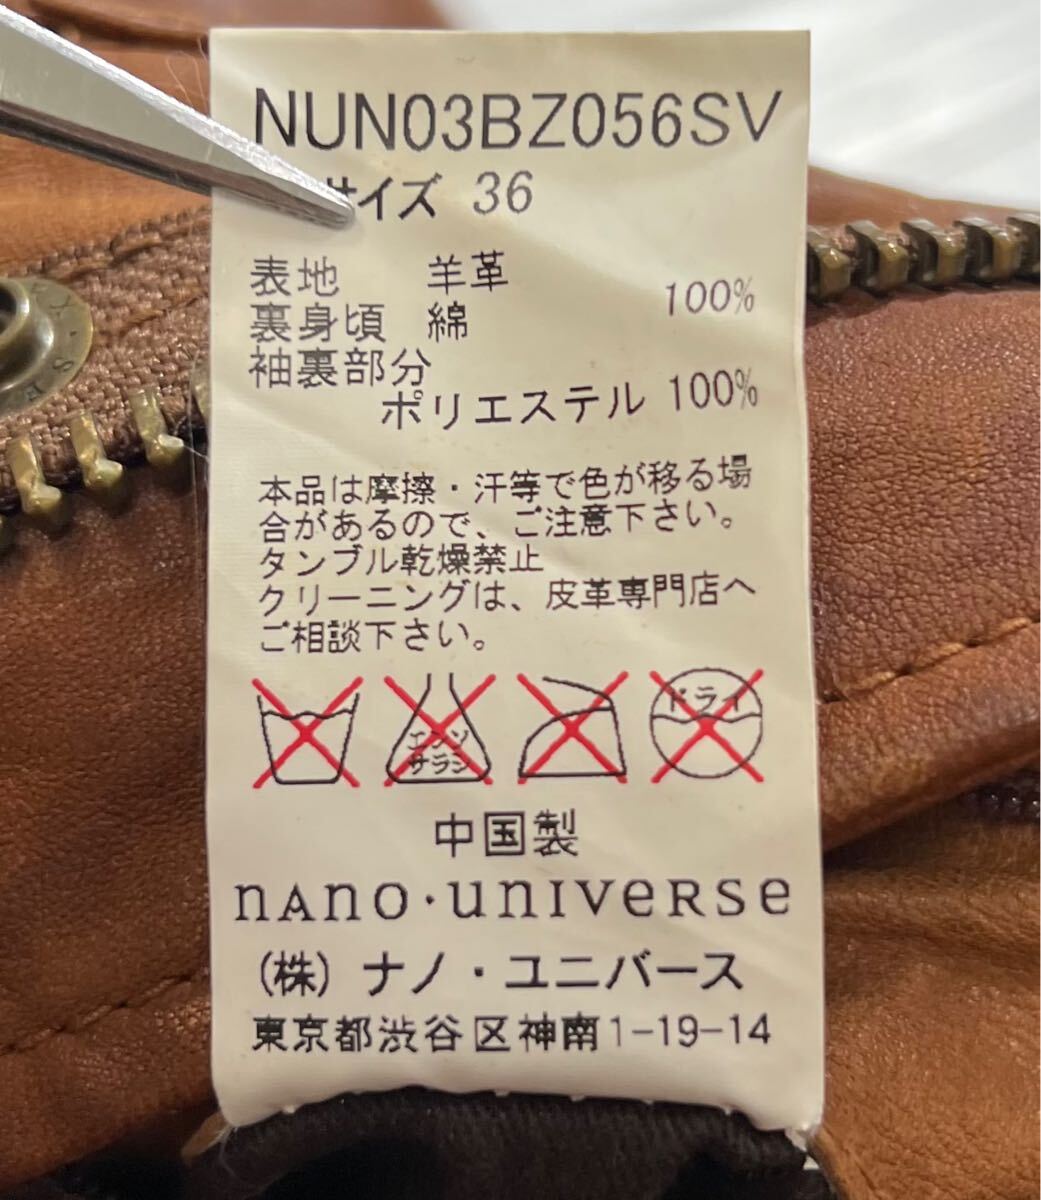 NUN03BZ056SV
サイズ 36
表地 羊革
裏身頃 綿 100%
袖裏部分
ポリエステル 100%
本品は摩擦・汗等で色が移る場
合があるので、ご注意下さい。
タンブル乾燥禁止
クリーニングは、皮革専門店へ
ご相談下さい。
エンソ
サラシ
ドライ
中国製
nano・universe
(株) ナノ・ユニバース
東京都渋谷区神南1-19-14